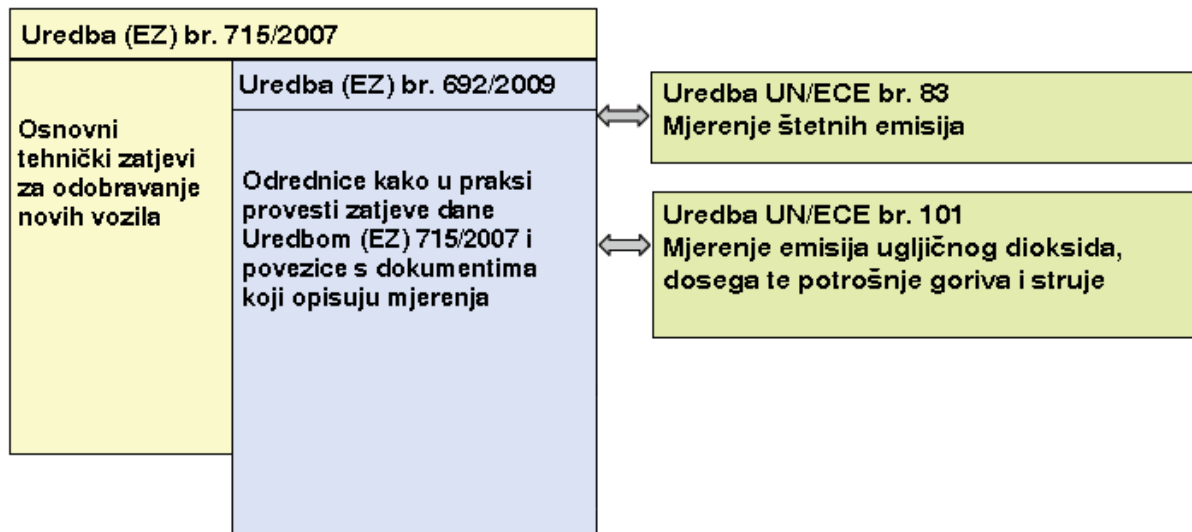 Uredba (EZ) br. 715/2007
Osnovni
tehnički zatjevi
za odobravanje
novih vozila
Uredba (EZ) br. 692/2009
Odrednice kako u praksi
provesti zatjeve dane
Uredbom (EZ) 715/2007 i
povezice s dokumentima
koji opisuju mjerenja
Uredba UN/ECE br. 83
Mjerenje štetnih emisija
Uredba UN/ECE br. 101
Mjerenje emisija ugljičnog dioksida,
dosega te potrošnje goriva i struje